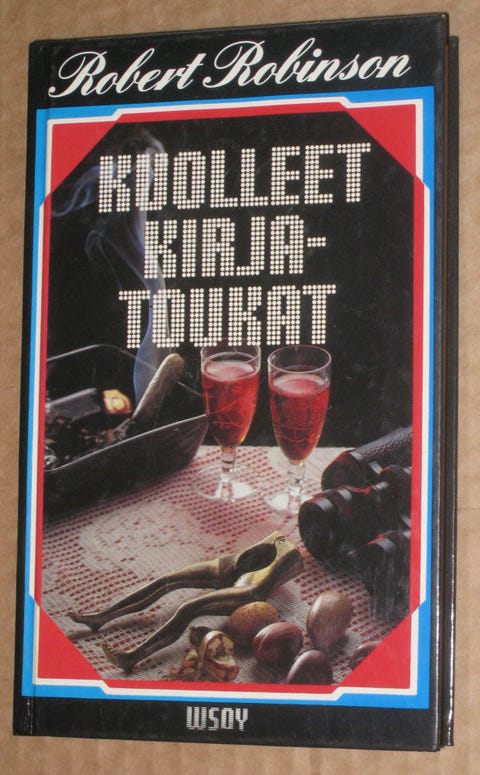 Robert Robinson
KUOLLEET
KIRJA-
TOUKAT
WSOY